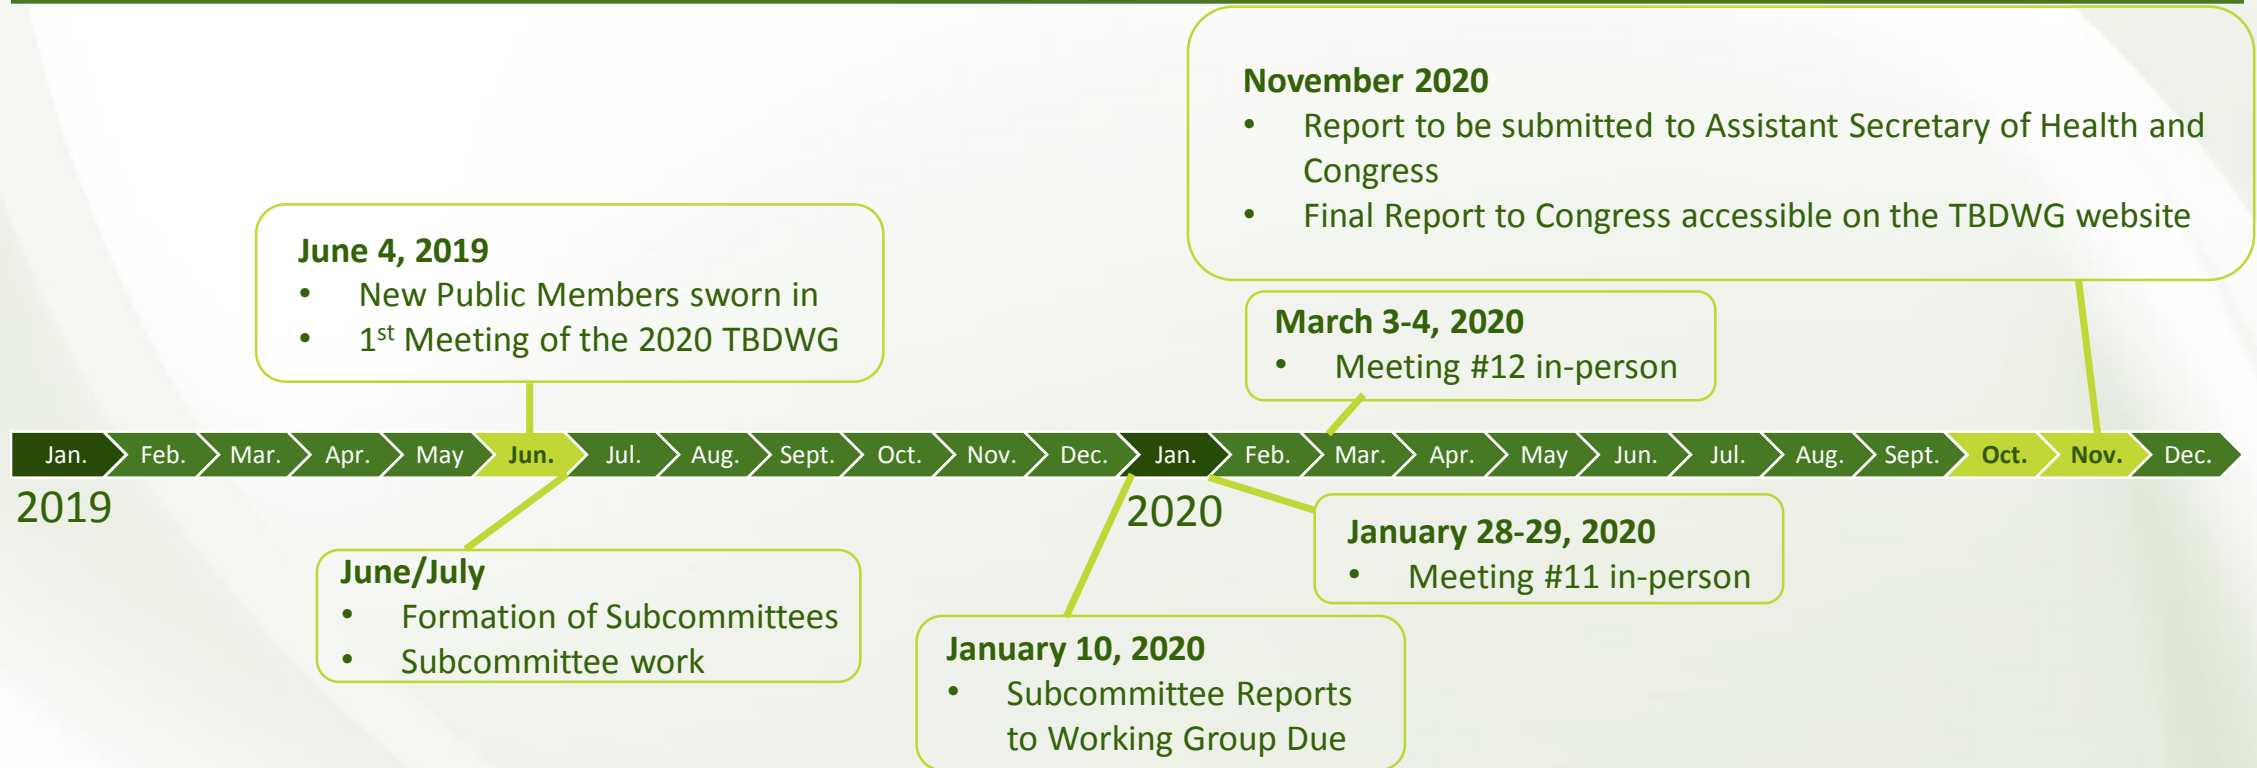 November 2020
• Report to be submitted to Assistant Secretary of Health and
Congress
• Final Report to Congress accessible on the TBDWG website
June 4, 2019
• New Public Members sworn in
• 1st Meeting of the 2020 TBDWG
March 3-4, 2020
• Meeting #12 in-person
Jan. Feb. Mar. Apr. May Jun. Jul. Aug. Sept. Oct. Nov. Dec. Jan. Feb. Mar. Apr. May Jun. Jul. Aug. Sept. Oct. Nov. Dec.
2019
2020
June/July
• Formation of Subcommittees
• Subcommittee work
January 28-29, 2020
• Meeting #11 in-person
January 10, 2020
• Subcommittee Reports
to Working Group Due